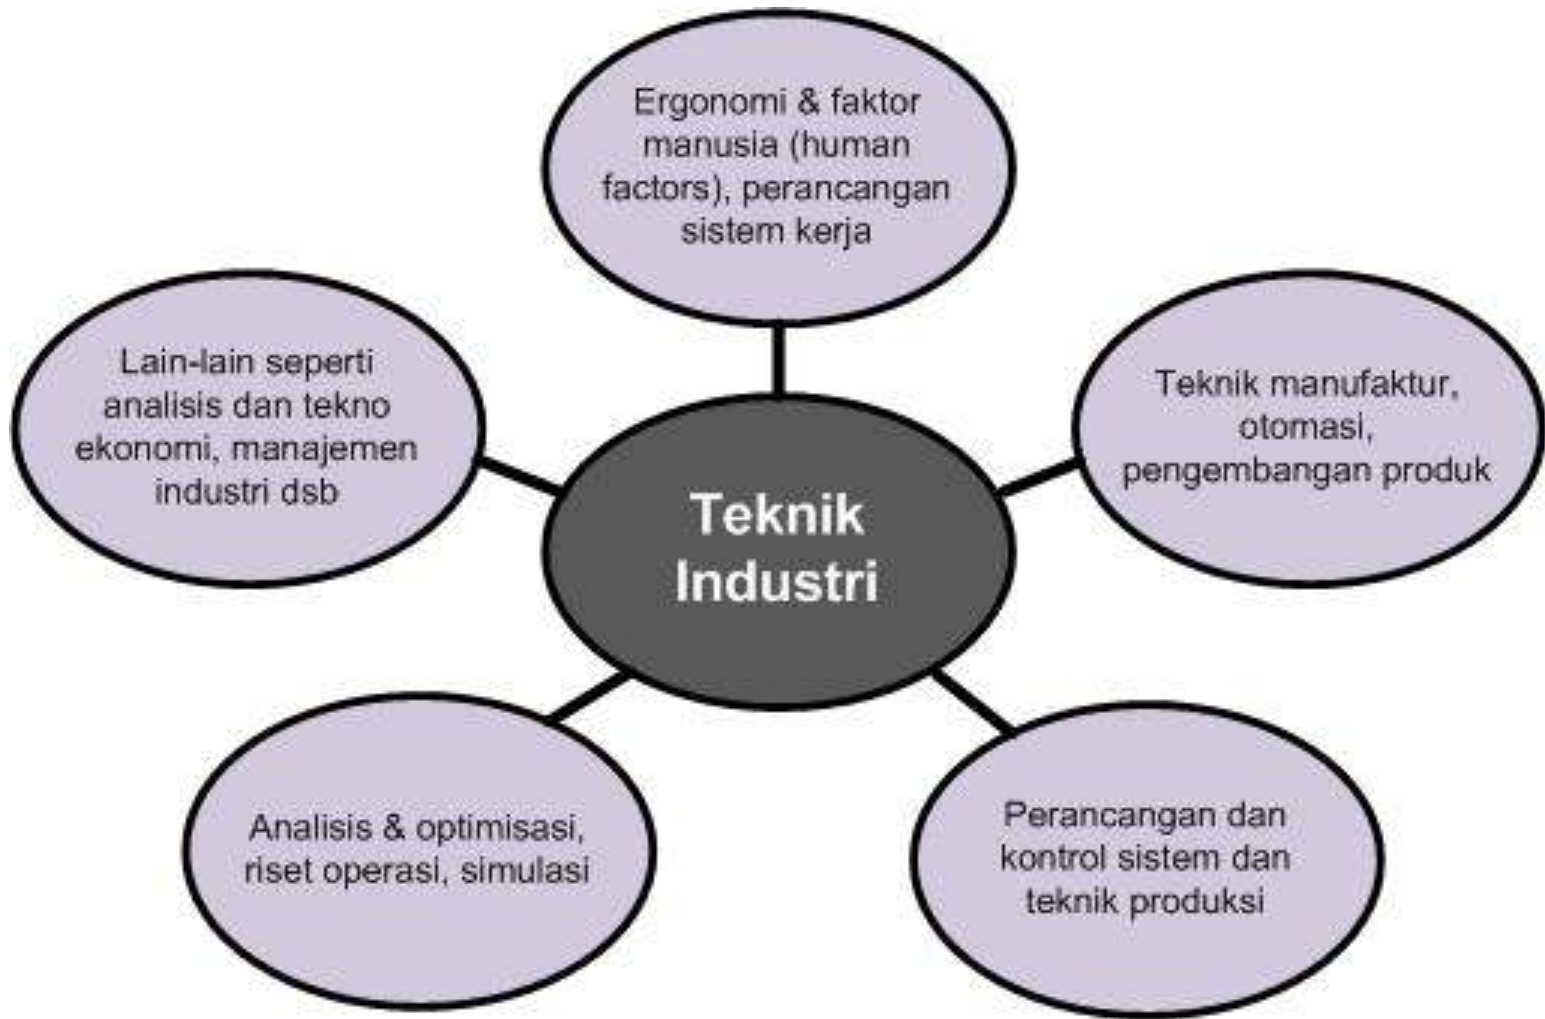 Ergonomi & faktor
manusia (human
factors), perancangan
sistem kerja
Lain-lain seperti
analisis dan tekno
ekonomi, manajemen
industri dsb
Teknik manufaktur,
otomasi,
pengembangan produk
Teknik
Industri
Analisis & optimisasi,
riset operasi, simulasi
Perancangan dan
kontrol sistem dan
teknik produksi